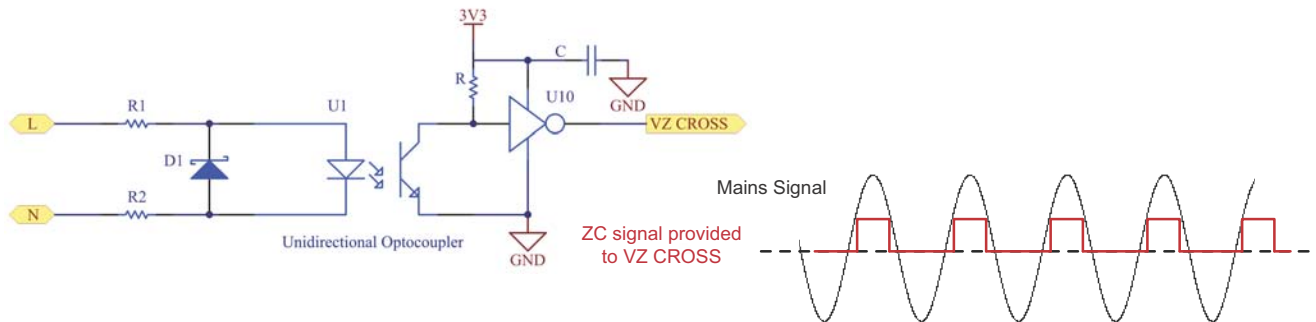 3V3
C
R
U10
GND
L
R1
U1
VZ CROSS
D1
R2
N
Unidirectional Optocoupler
GND
Mains Signal
ZC signal provided
to VZ CROSS